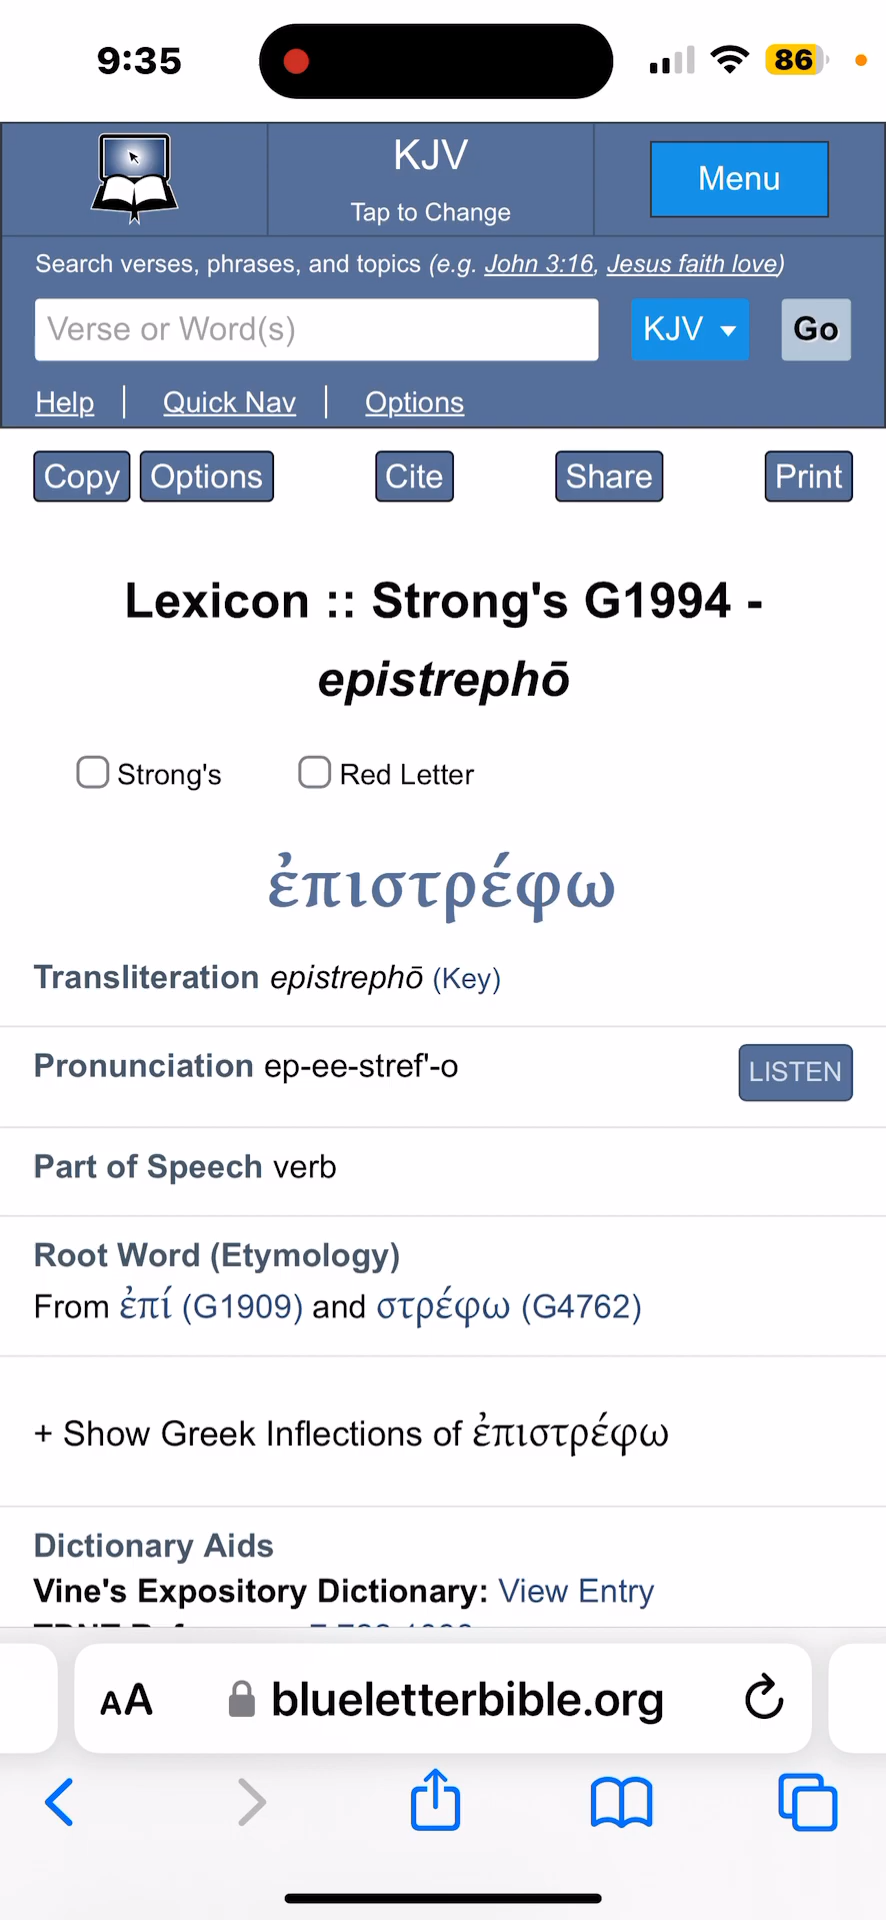 9:35
86
KJV
Tap to Change
Menu
Search verses, phrases, and topics (e.g. John 3:16, Jesus faith love)
Verse or Word(s)
KJV
Go
Help | Quick Nav | Options
Copy Options Cite Share Print
Lexicon :: Strong's G1994 -
epistrephō
Strong's Red Letter
ἐπιστρέφω
Transliteration epistrephō (Key)
Pronunciation ep-ee-stref'-o
LISTEN
Part of Speech verb
Root Word (Etymology)
From ἐπί (G1909) and στρέφω (G4762)
+ Show Greek Inflections of ἐπιστρέφω
Dictionary Aids
Vine's Expository Dictionary: View Entry
AA blueletterbible.org